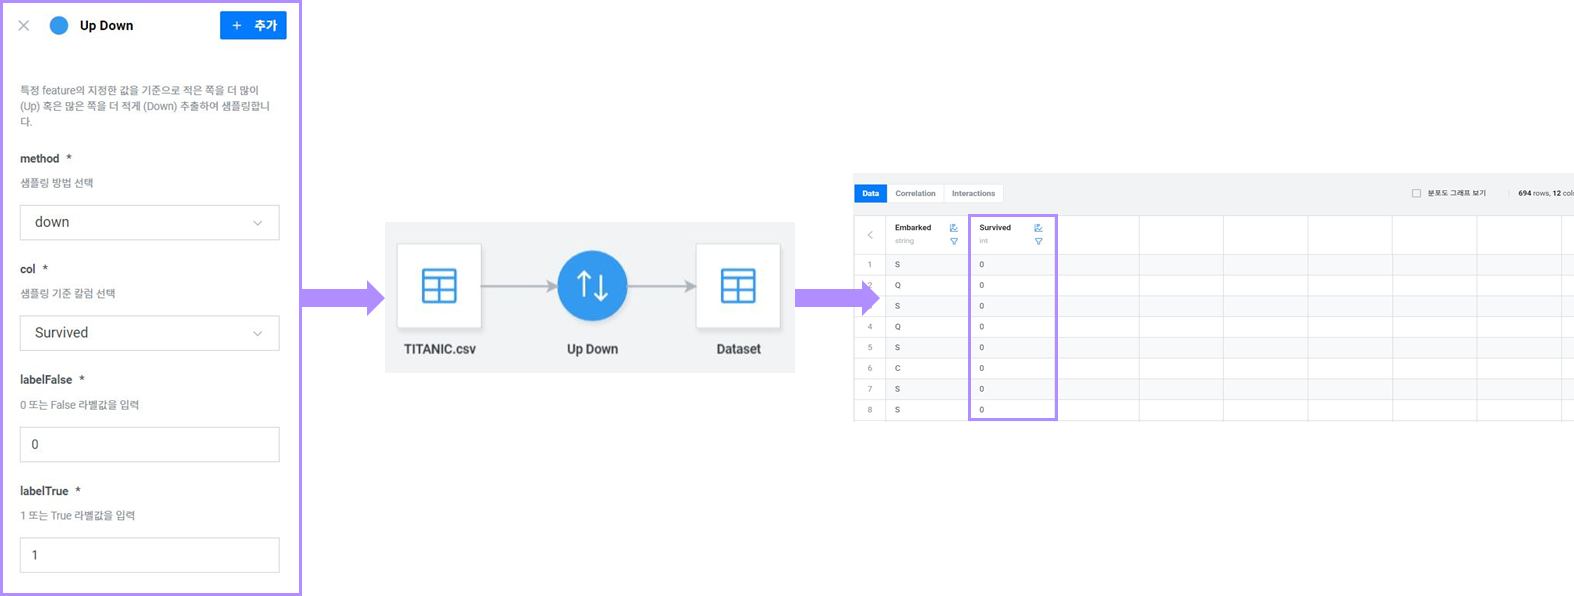 Up Down
+ 추가
특정 feature의 지정한 값을 기준으로 적은 쪽을 더 많이
(Up) 혹은 많은 쪽을 더 적게 (Down) 추출하여 샘플링합니
다.
method *
샘플링 방법 선택
down
col *
샘플링 기준 칼럼 선택
Survived
labelFalse *
0 또는 False 라벨값을 입력
0
labelTrue *
1 또는 True 라벨값을 입력
1
TITANIC.csv
Up Down
Dataset
Data Correlation Interactions
분포도 그래프 보기
694 rows, 12
Embarked Survived
string int
1 S 0
2 Q 0
S 0
4 Q 0
5 S 0
6 C 0
7 S 0
8 S 0